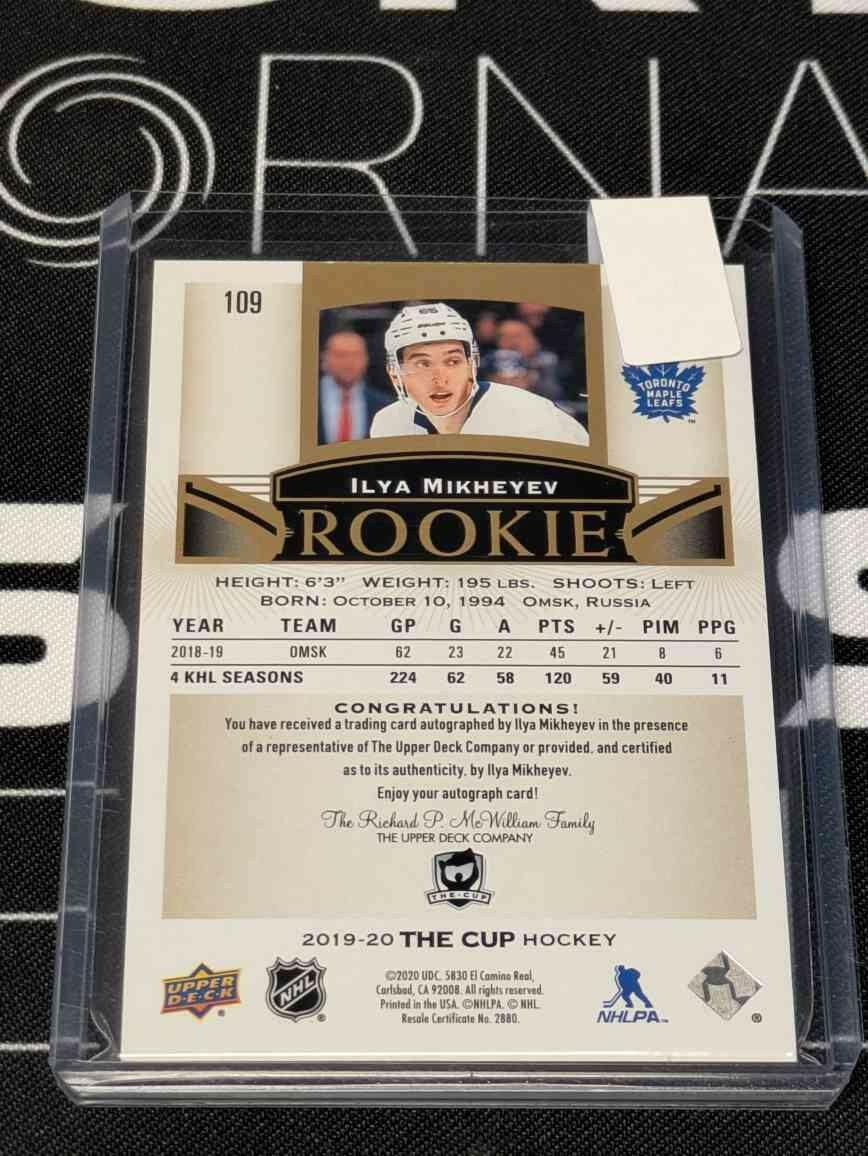 ORNA
109
65
TORONTO
MAPLE
LEAFS
™
ILYA MIKHEYEV
ROOKIE
HEIGHT: 6'3" WEIGHT: 195 LBS. SHOOTS: LEFT
BORN: OCTOBER 10, 1994 OMSK, RUSSIA
YEAR TEAM GP G A PTS +/- PIM PPG
2018-19 OMSK 62 23 22 45 21 8 6
4 KHL SEASONS 224 62 58 120 59 40 11
CONGRATULATIONS!
You have received a trading card autographed by Ilya Mikheyev in the presence
of a representative of The Upper Deck Company or provided, and certified
as to its authenticity, by Ilya Mikheyev.
Enjoy your autograph card!
The Richard P. McWilliam Family
THE UPPER DECK COMPANY
THE·CUP
2019-20 THE CUP HOCKEY
UPPER
D·E·C·K
®
NHL
®
©2020 UDC. 5830 El Camino Real,
Carlsbad, CA 92008. All rights reserved.
Printed in the USA. ©NHLPA. © NHL.
Resale Certificate No. 2880.
NHLPA™
®